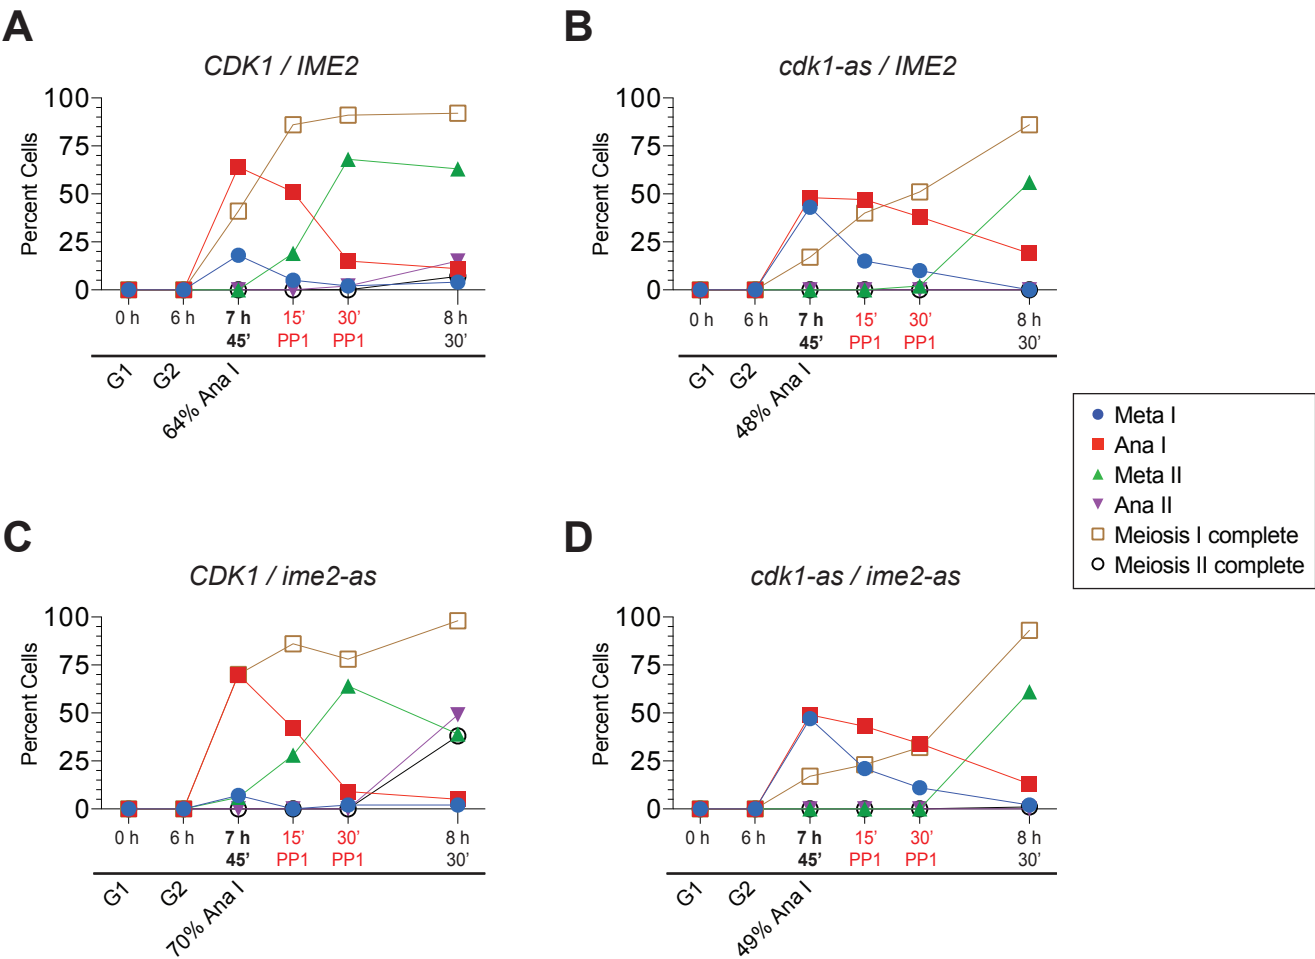 A
CDK1 / IME2
100
75
50
25
0
Percent Cells
0 h
6 h
7 h
45’
15’
PP1
30’
PP1
8 h
30’
G1
G2
64% Ana I
B
cdk1-as / IME2
100
75
50
25
0
Percent Cells
0 h
6 h
7 h
45’
15’
PP1
30’
PP1
8 h
30’
G1
G2
48% Ana I
Meta I
Ana I
Meta II
Ana II
Meiosis I complete
Meiosis II complete
C
CDK1 / ime2-as
100
75
50
25
0
Percent Cells
0 h
6 h
7 h
45’
15’
PP1
30’
PP1
8 h
30’
G1
G2
70% Ana I
D
cdk1-as / ime2-as
100
75
50
25
0
Percent Cells
0 h
6 h
7 h
45’
15’
PP1
30’
PP1
8 h
30’
G1
G2
49% Ana I